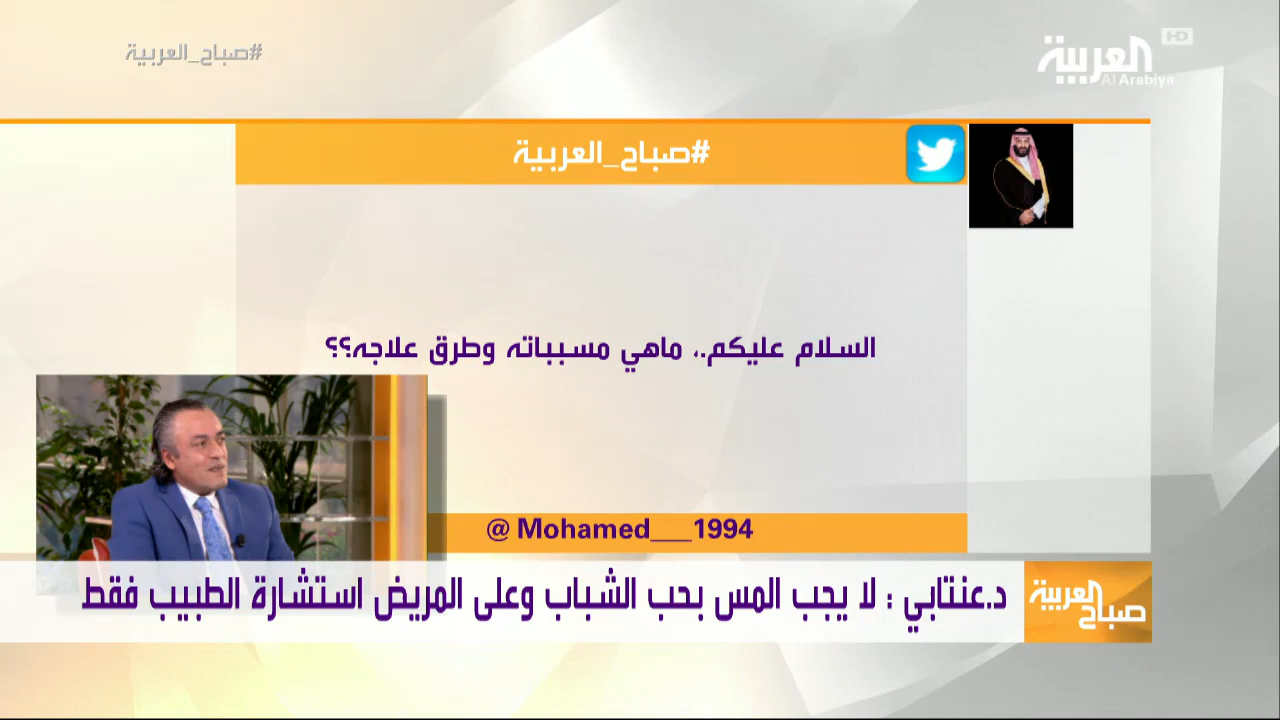 #صباح_العربية
العربية HD
Al Arabiya
#صباح_العربية
السلام عليكم.، ماهي مسبباته وطرق علاجه؟؟
@ Mohamed___1994
د.عنتابي : لا يجب المس بحب الشباب وعلى المريض استشارة الطبيب فقط
صباح العربية